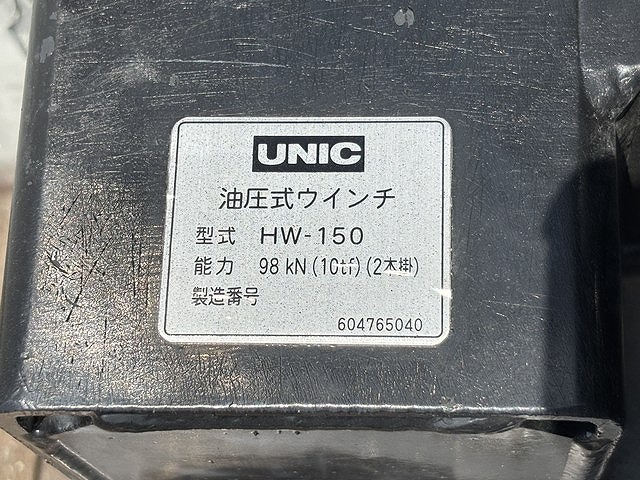 UNIC
油圧式ウインチ
型式 HW-150
能力 98 kN (10tf) (2本掛)
製造番号
604765040